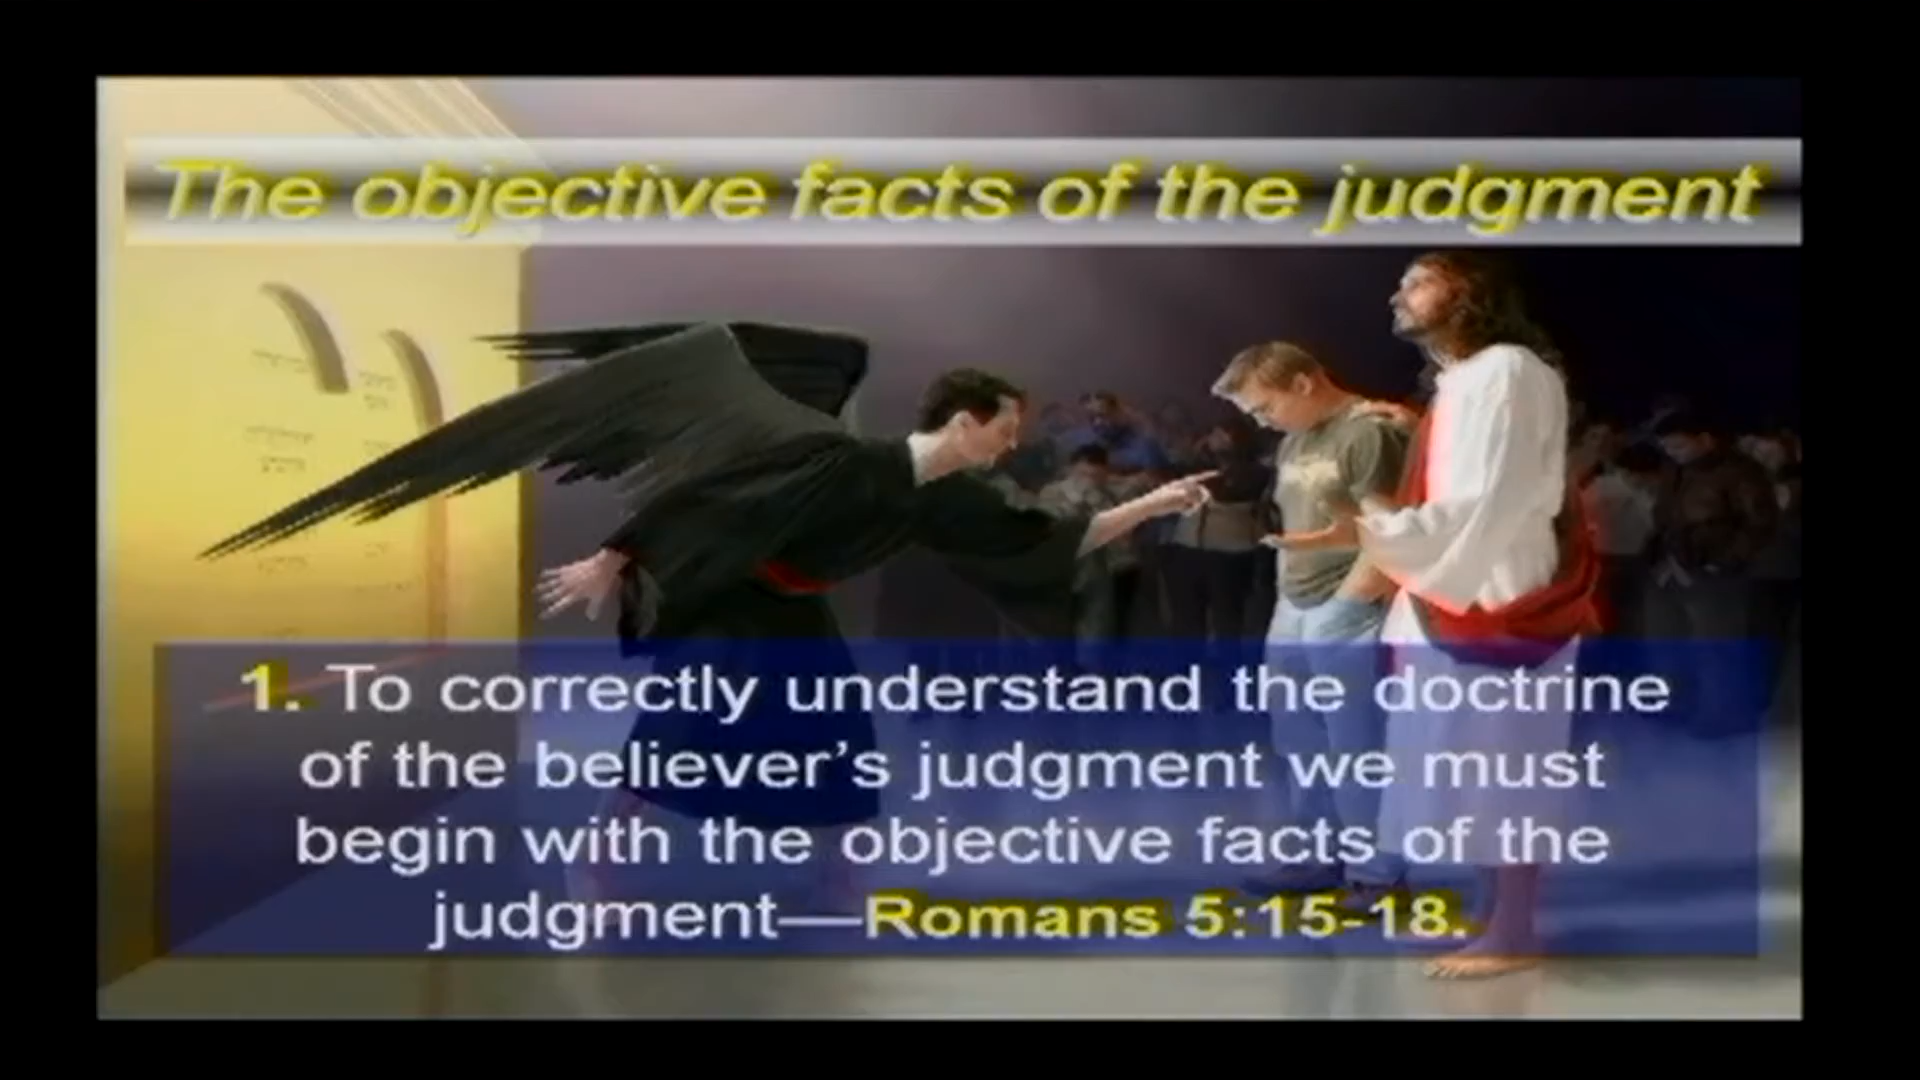 The objective facts of the judgment
1. To correctly understand the doctrine
of the believer’s judgment we must
begin with the objective facts of the
judgment—Romans 5:15-18.